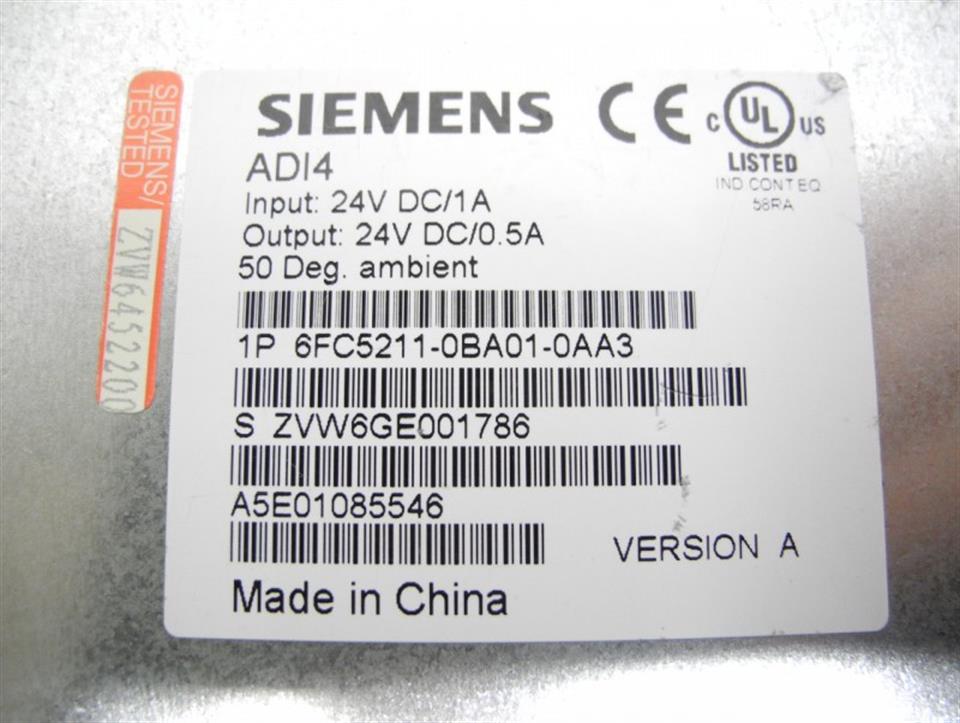 SIEMENS CE C UL US
LISTED
IND CONT EQ
58RA
ADI4
Input: 24V DC/1A
Output: 24V DC/0.5A
50 Deg. ambient
1P 6FC5211-0BA01-0AA3
S ZVW6GE001786
A5E01085546
VERSION A
Made in China
SIEMENS/
TESTED
ZVW6452200